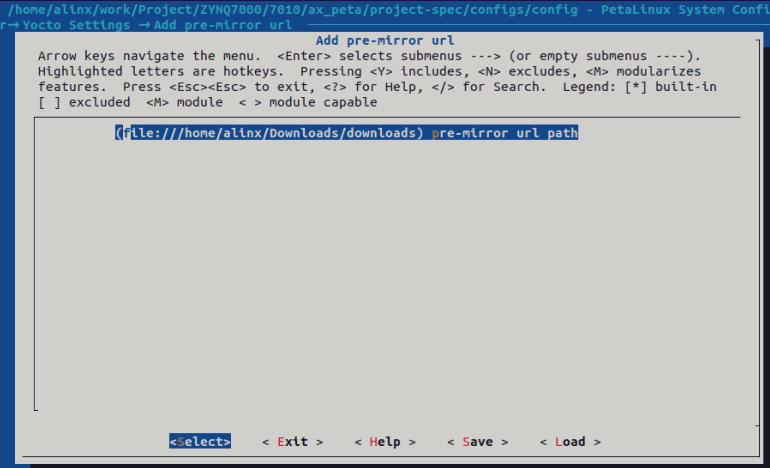 /home/alinx/work/Project/ZYNQ7000/7010/ax_peta/project-spec/configs/config - PetaLinux System Confi
r→Yocto Settings →Add pre-mirror url
Add pre-mirror url
Arrow keys navigate the menu.  <Enter> selects submenus ---> (or empty submenus ----).
Highlighted letters are hotkeys.  Pressing <Y> includes, <N> excludes, <M> modularizes
features.  Press <Esc><Esc> to exit, <?> for Help, </> for Search.  Legend: [*] built-in
[ ] excluded  <M> module  < > module capable
(file:///home/alinx/Downloads/downloads) pre-mirror url path
<Select>    < Exit >    < Help >    < Save >    < Load >